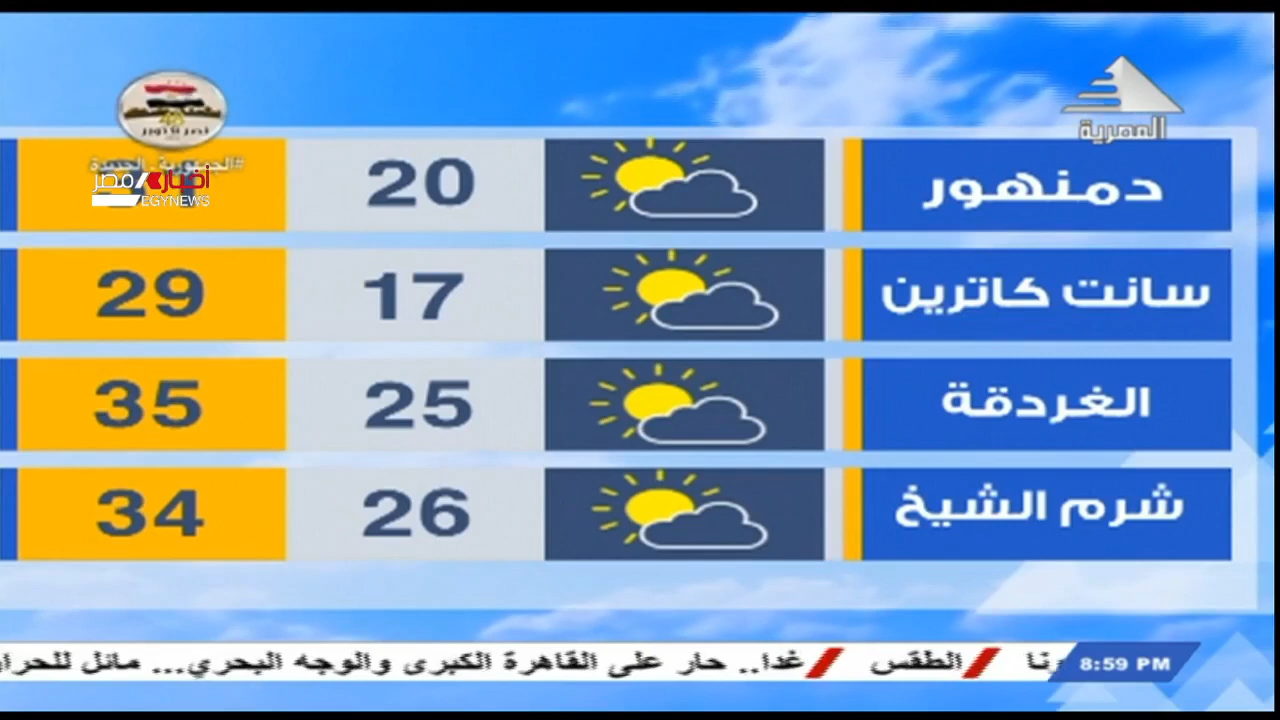 المصرية
#الجمهورية_الجديدة
أخبار مصر
EGYNEWS
دمنهور 20
سانت كاترين 17 29
الغردقة 25 35
شرم الشيخ 26 34
8:59 PM
الطقس / غدا.. حار على القاهرة الكبرى والوجه البحري... مائل